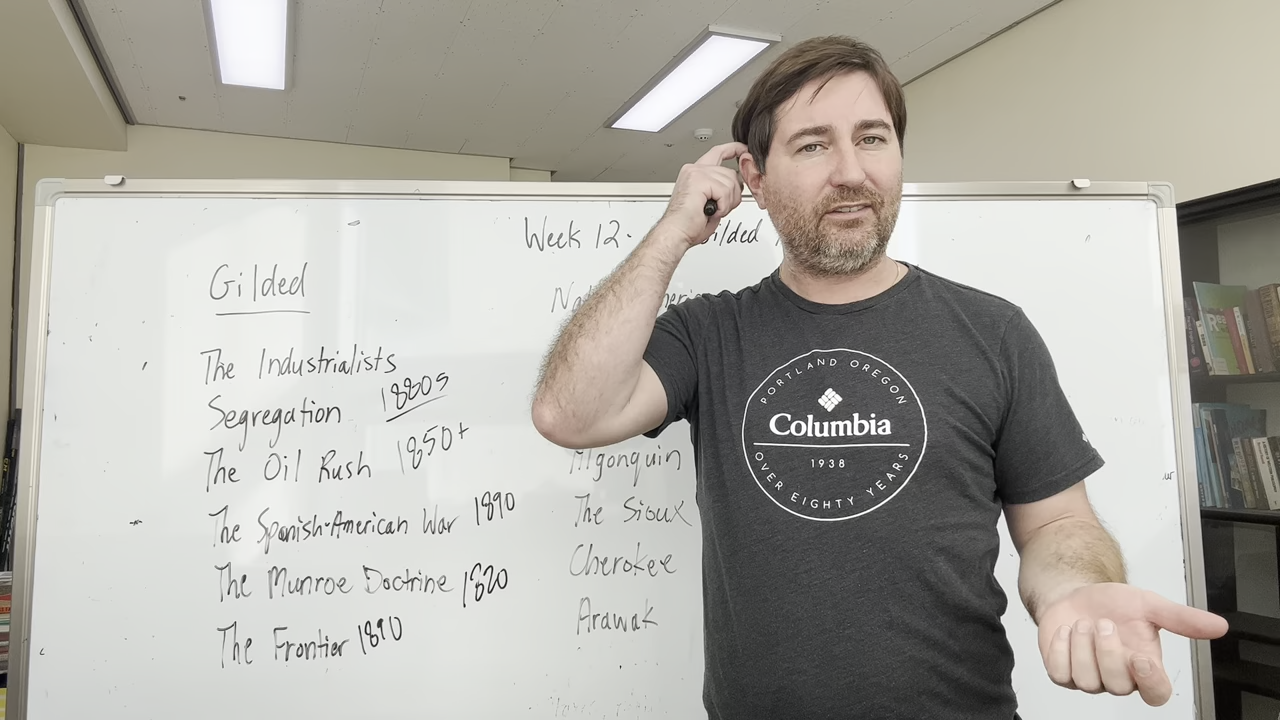 Week 12. Gilded
Gilded
The Industrialists
Segregation 1880s
The Oil Rush 1850+
The Spanish-American War 1890
The Munroe Doctrine 1820
The Frontier 1890
Algonquin
The Sioux
Cherokee
Arawak
PORTLAND OREGON
Columbia
1938
OVER EIGHTY YEARS